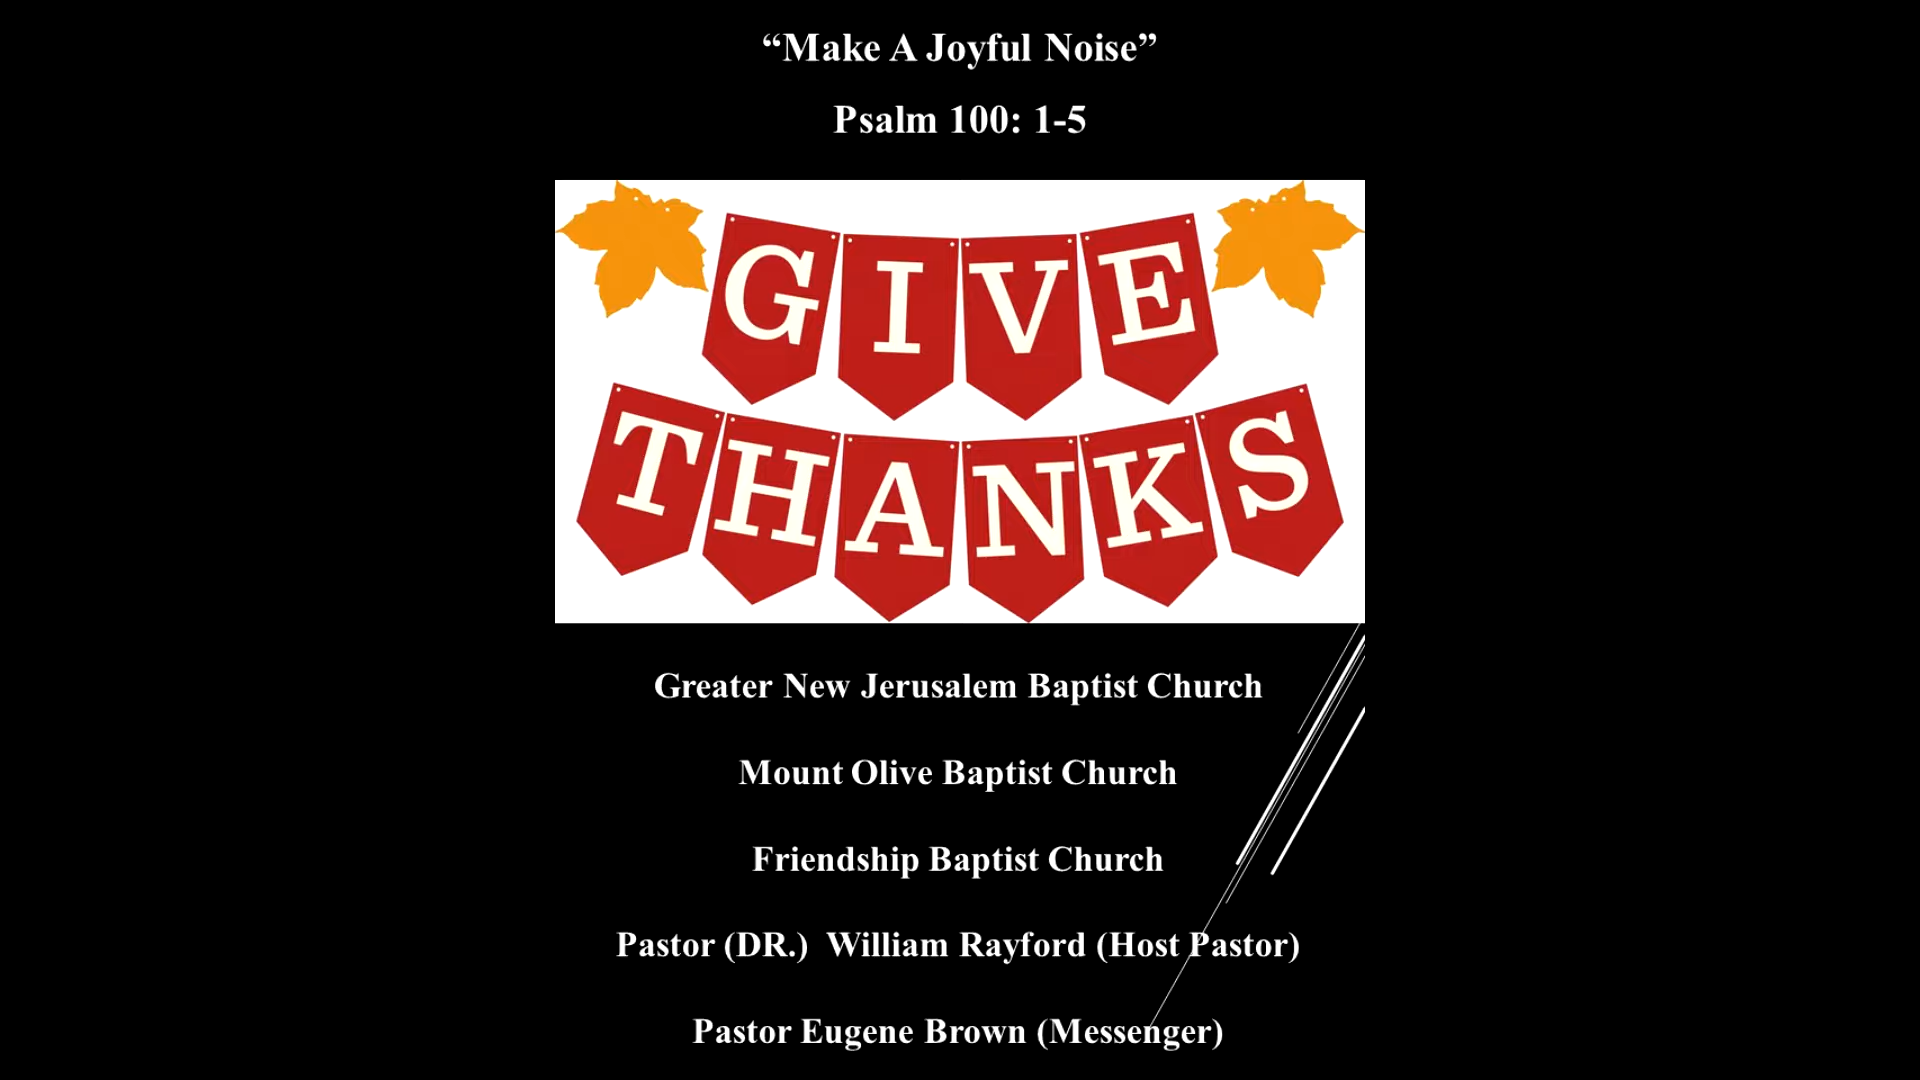 “Make A Joyful Noise”
Psalm 100: 1-5
GIVE
THANKS
Greater New Jerusalem Baptist Church
Mount Olive Baptist Church
Friendship Baptist Church
Pastor (DR.)  William Rayford (Host Pastor)
Pastor Eugene Brown (Messenger)